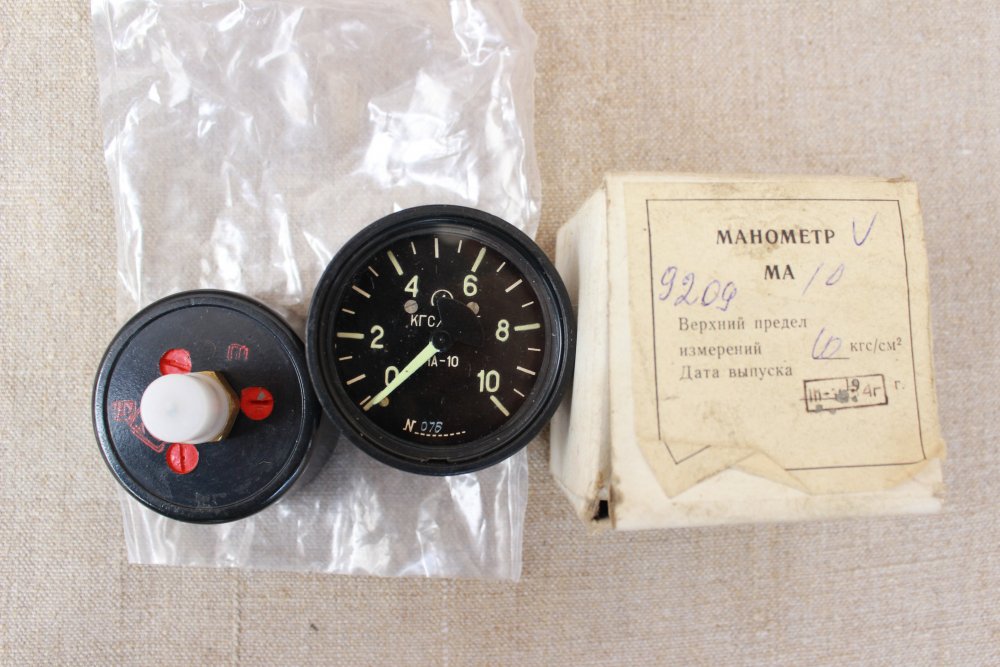 4 6
КГС/
2 8
МА-10
0 10
N 076
МАНОМЕТР V
МА 10
9209
Верхний предел
измерений 10 кгс/см²
Дата выпуска
г.